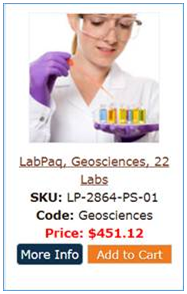 LabPaq, Geosciences, 22
Labs
SKU: LP-2864-PS-01
Code: Geosciences
Price: $451.12
More Info Add to Cart